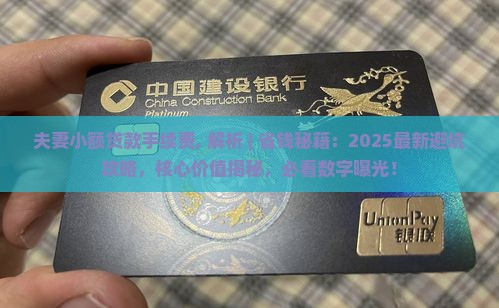 中国建设银行
China Construction Bank
夫妻小额贷款手续费, 解析！省钱秘籍：2025最新避坑
攻略，核心价值揭秘，必看数字曝光！
UnionPay
银联